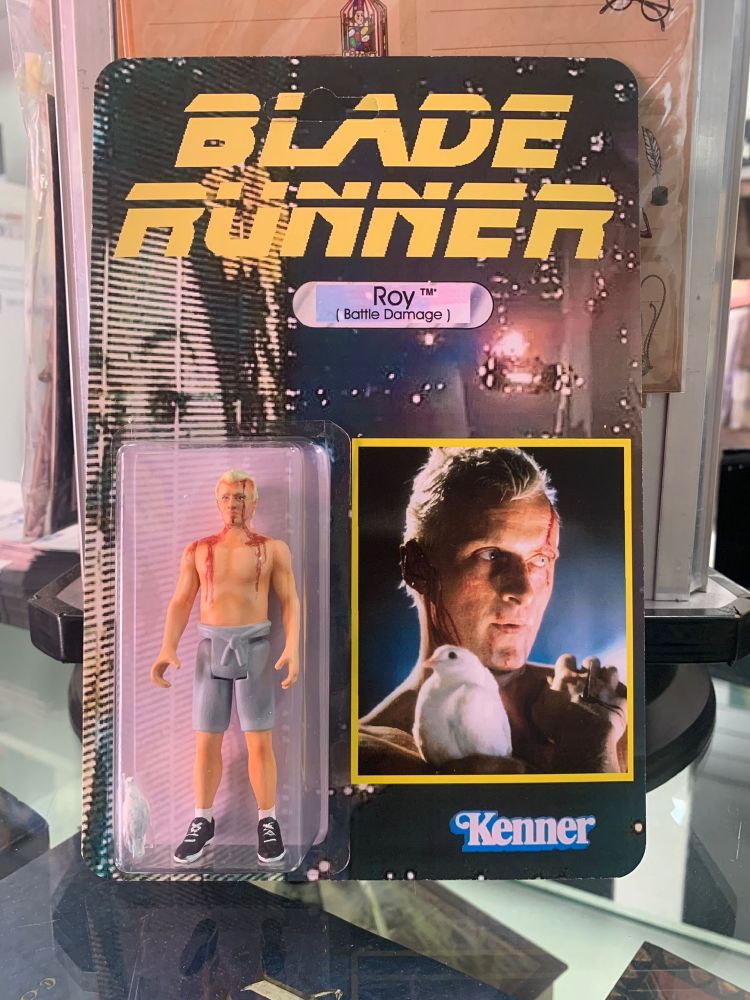 BLADE
RUNNER
Roy ™*
( Battle Damage )
Kenner